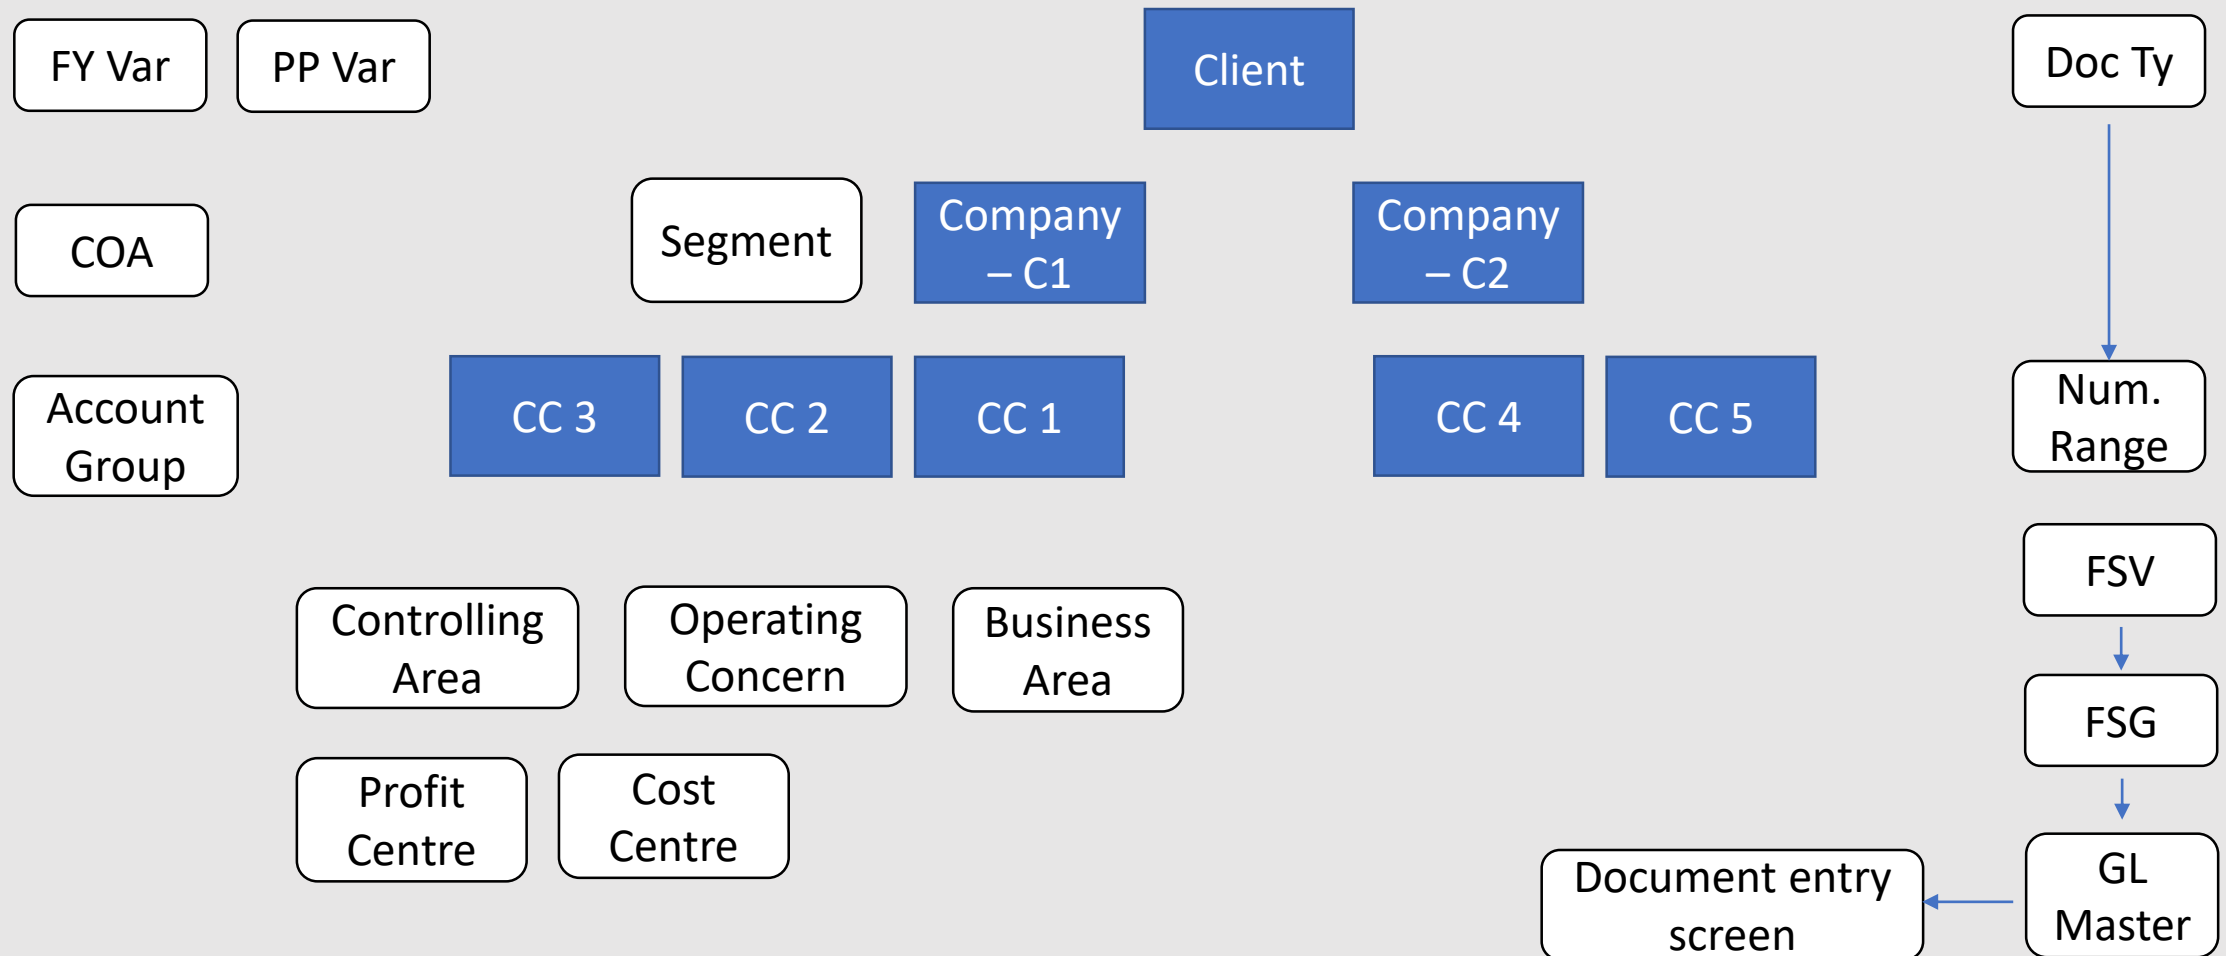 FY Var
PP Var
Client
Doc Ty
COA
Segment
Company
– C1
Company
– C2
Account
Group
CC 3
CC 2
CC 1
CC 4
CC 5
Num.
Range
FSV
Controlling
Area
Operating
Concern
Business
Area
FSG
Profit
Centre
Cost
Centre
Document entry
screen
GL
Master